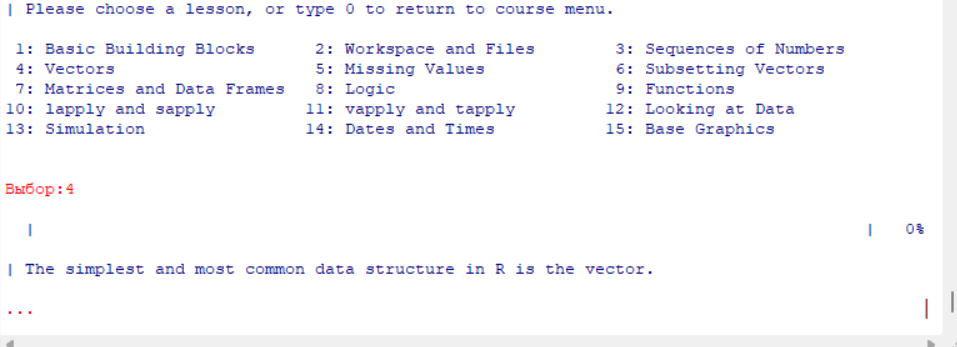 | Please choose a lesson, or type 0 to return to course menu.
1: Basic Building Blocks 2: Workspace and Files 3: Sequences of Numbers
4: Vectors 5: Missing Values 6: Subsetting Vectors
7: Matrices and Data Frames 8: Logic 9: Functions
10: lapply and sapply 11: vapply and tapply 12: Looking at Data
13: Simulation 14: Dates and Times 15: Base Graphics
Выбор:4
| | 0%
| The simplest and most common data structure in R is the vector.
...